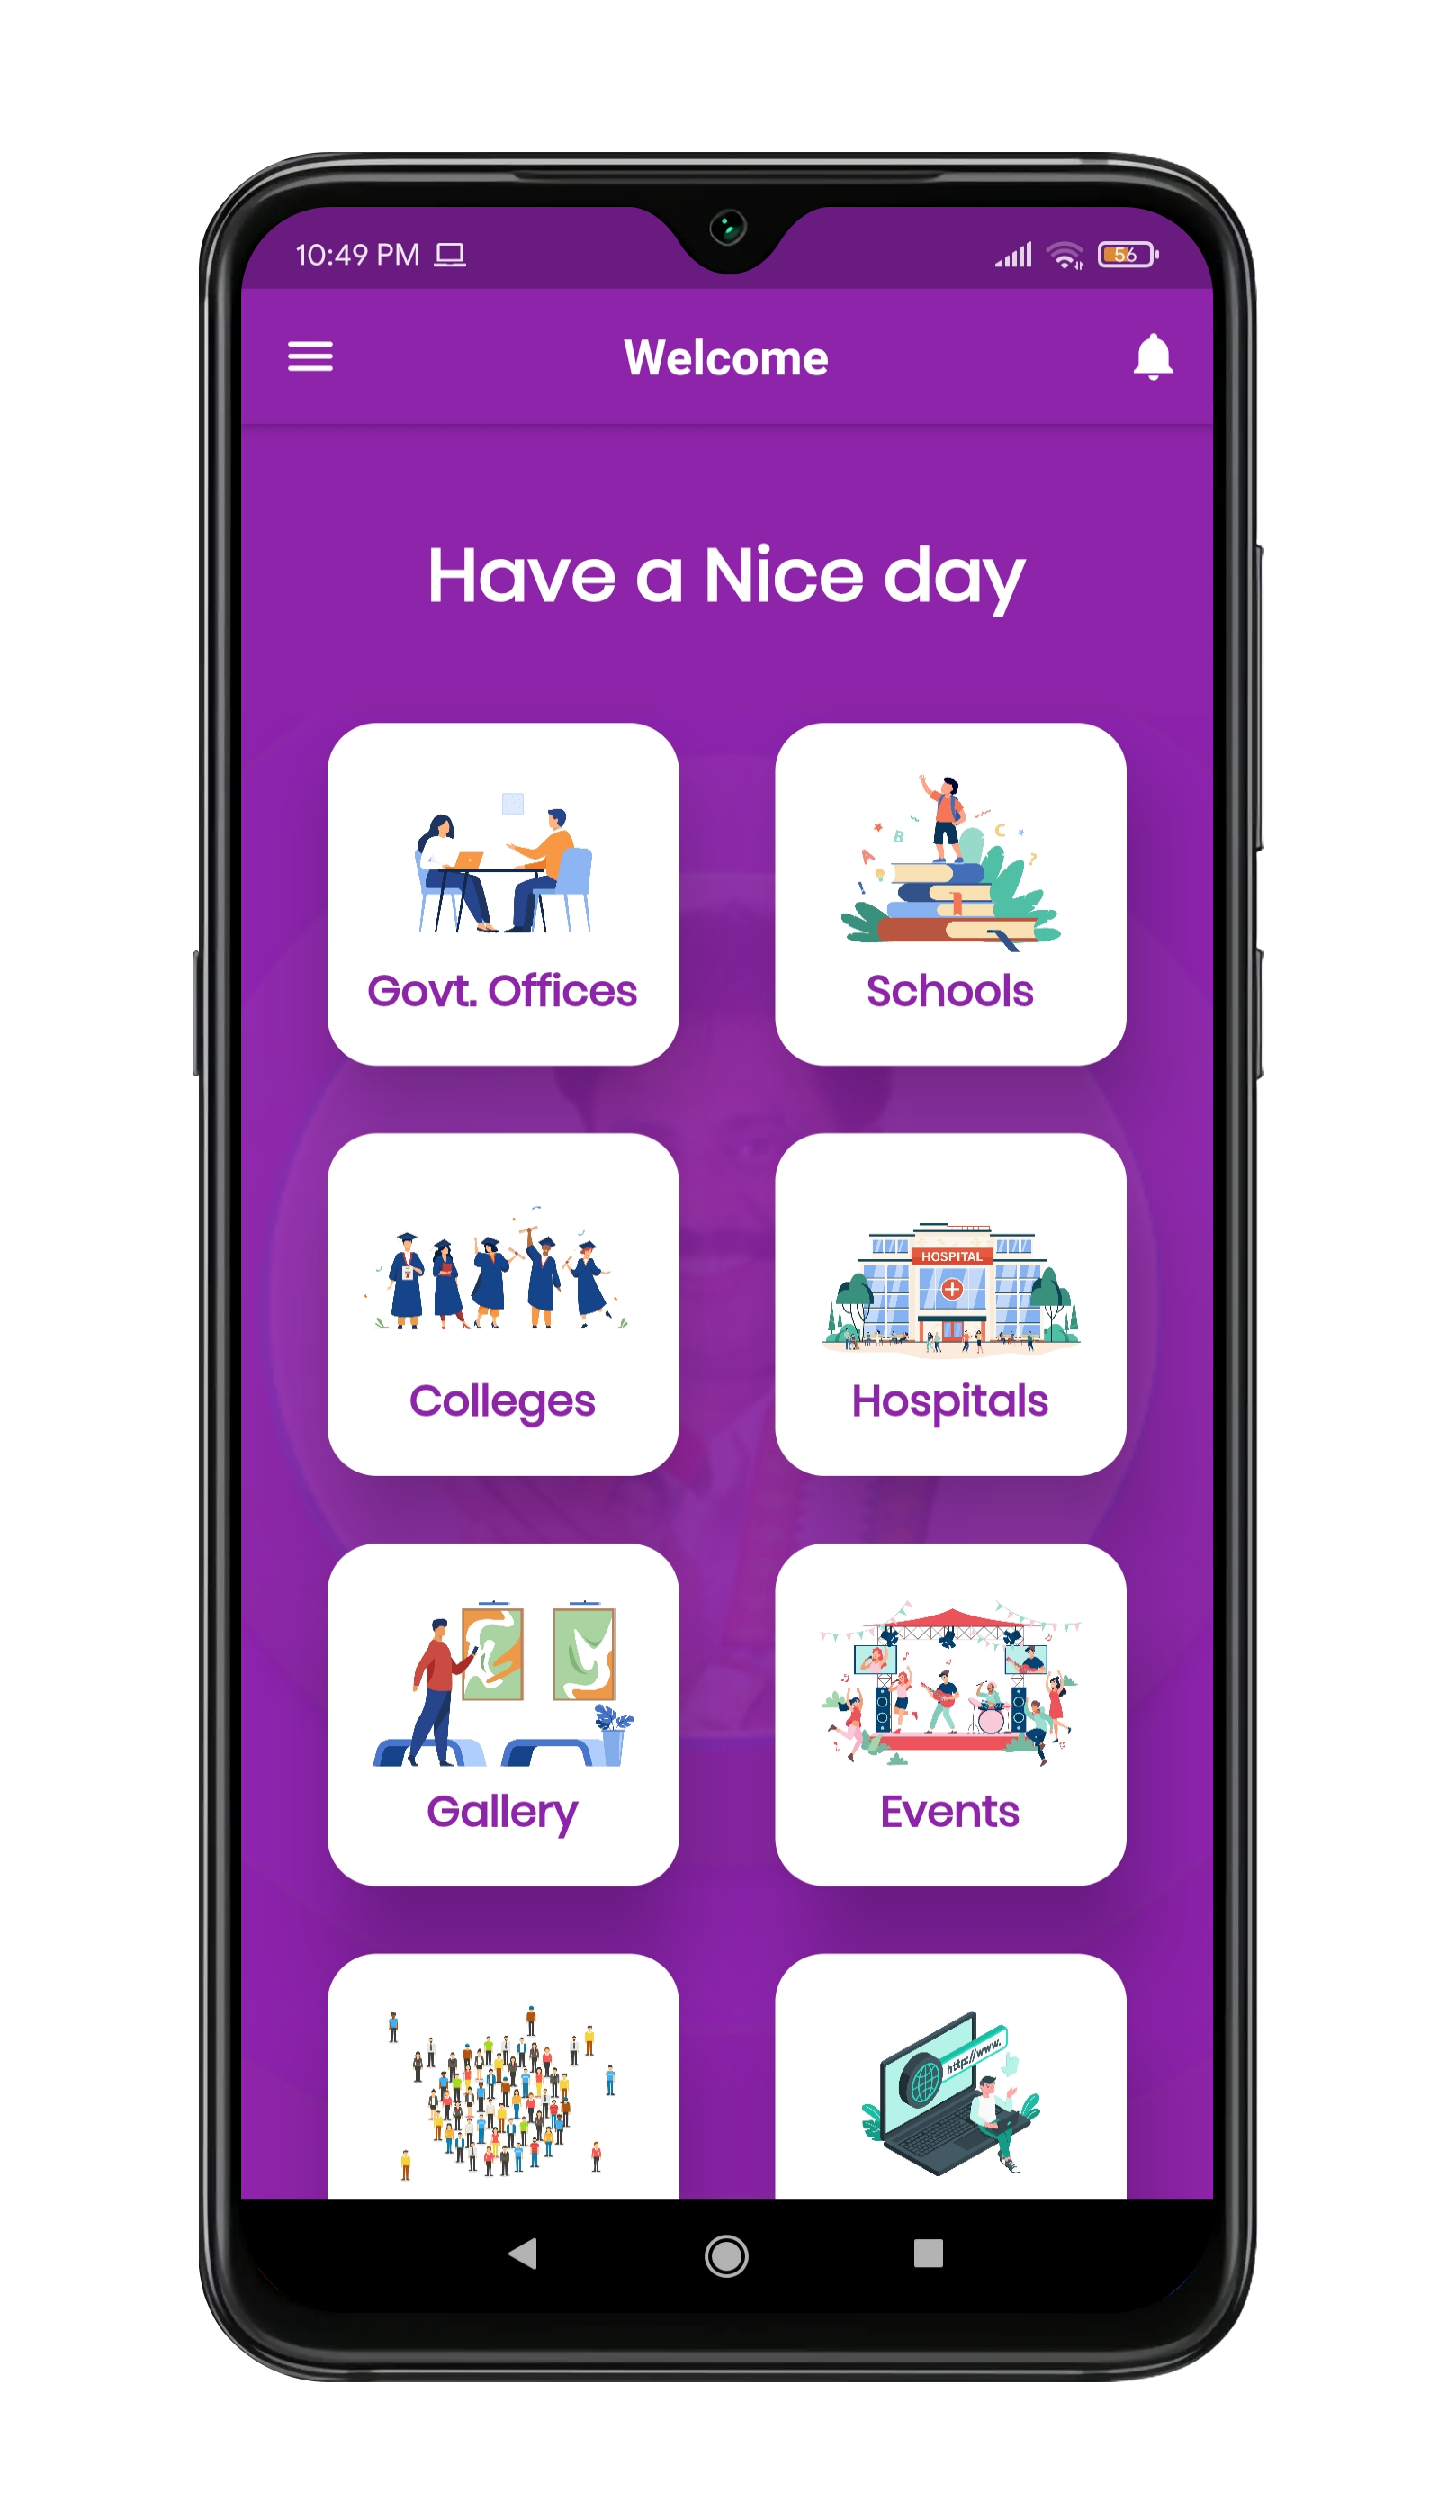 10:49 PM
56
Welcome
Have a Nice day
A B C ? !
Govt. Offices
Schools
HOSPITAL
Colleges
Hospitals
Gallery
Events
http://www.